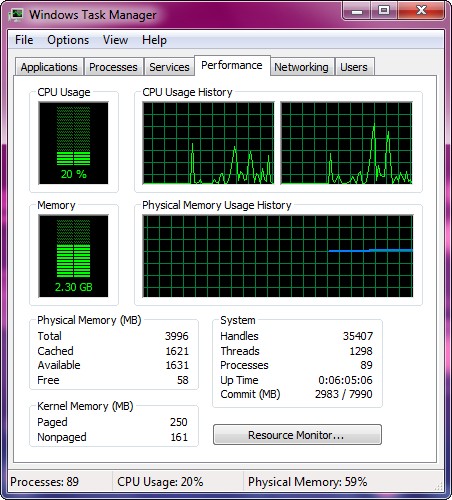 Windows Task Manager
File Options View Help
Applications Processes Services Performance Networking Users
CPU Usage
20 %
CPU Usage History
Memory
2.30 GB
Physical Memory Usage History
Physical Memory (MB)
Total 3996
Cached 1621
Available 1631
Free 58
Kernel Memory (MB)
Paged 250
Nonpaged 161
System
Handles 35407
Threads 1298
Processes 89
Up Time 0:06:05:06
Commit (MB) 2983 / 7990
Resource Monitor...
Processes: 89 CPU Usage: 20% Physical Memory: 59%